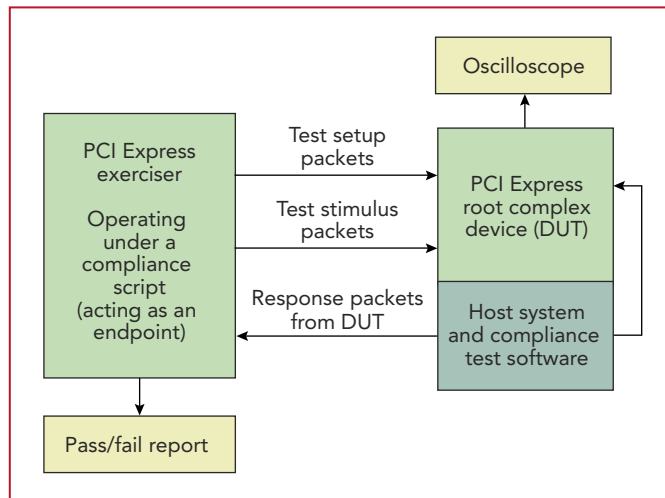 Oscilloscope
PCI Express
exerciser
Operating
under a
compliance
script
(acting as an
endpoint)
Test setup
packets
Test stimulus
packets
Response packets
from DUT
PCI Express
root complex
device (DUT)
Host system
and compliance
test software
Pass/fail report